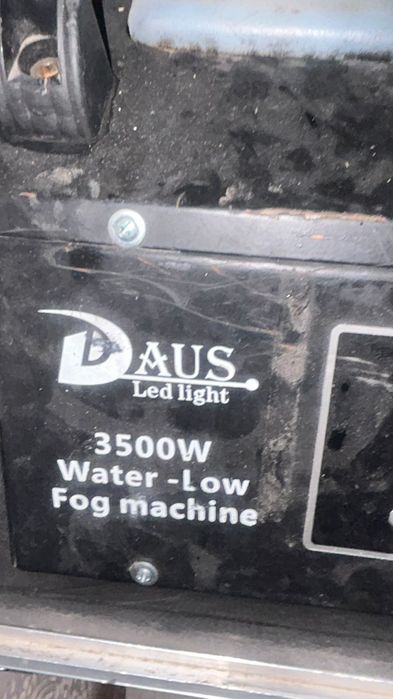 DAUS
Led light
3500W
Water -Low
Fog machine